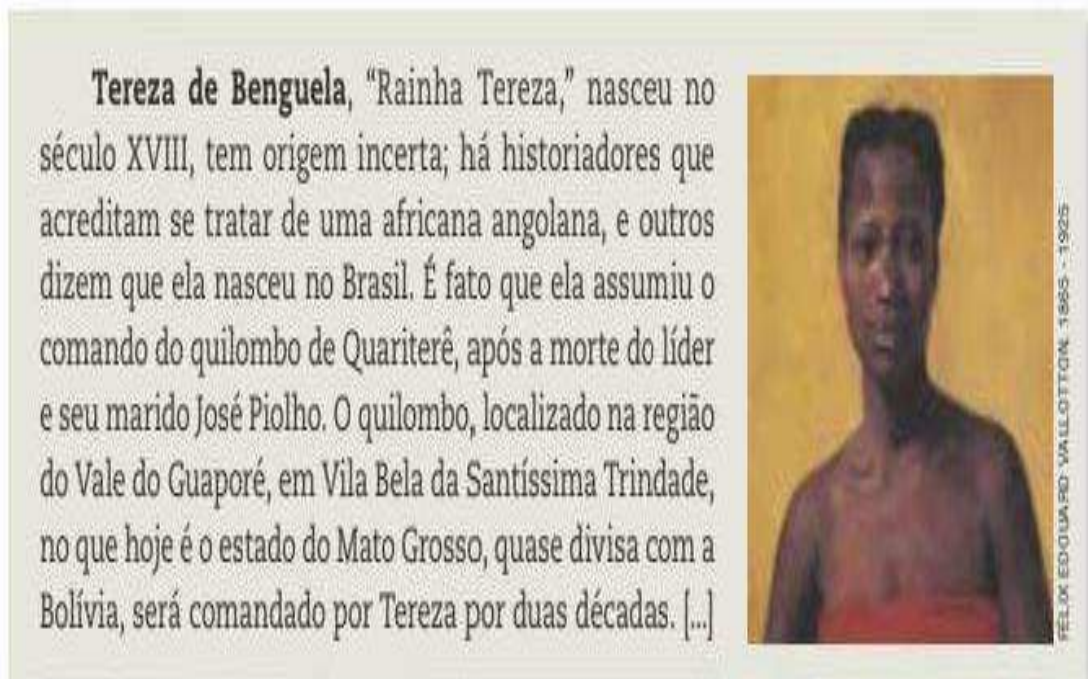 Tereza de Benguela, “Rainha Tereza,” nasceu no
século XVIII, tem origem incerta; há historiadores que
acreditam se tratar de uma africana angolana, e outros
dizem que ela nasceu no Brasil. É fato que ela assumiu o
comando do quilombo de Quariterê, após a morte do líder
e seu marido José Piolho. O quilombo, localizado na região
do Vale do Guaporé, em Vila Bela da Santíssima Trindade,
no que hoje é o estado do Mato Grosso, quase divisa com a
Bolívia, será comandado por Tereza por duas décadas. [...]
FELIX EDOUARD VALLOTTON, 1865 - 1925